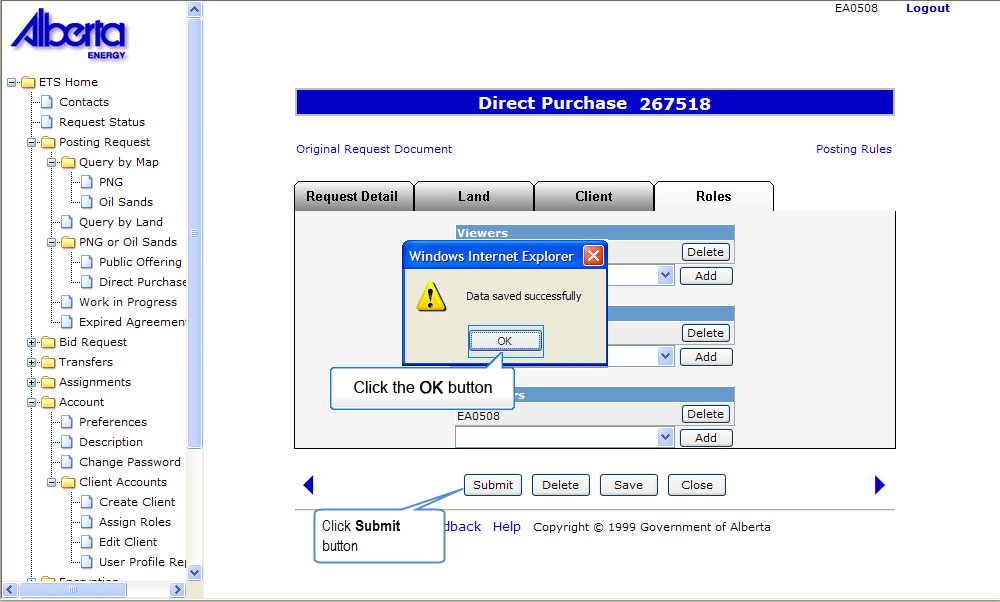 EA0508 Logout
Alberta
ENERGY
ETS Home
Contacts
Request Status
Posting Request
Query by Map
PNG
Oil Sands
Query by Land
PNG or Oil Sands
Public Offering
Direct Purchase
Work in Progress
Expired Agreemen
Bid Request
Transfers
Assignments
Account
Preferences
Description
Change Password
Client Accounts
Create Client
Assign Roles
Edit Client
User Profile Rep
Encryption
Direct Purchase 267518
Original Request Document Posting Rules
Request Detail Land Client Roles
Viewers
Delete
Add
Windows Internet Explorer
Data saved successfully
OK
Delete
Add
Click the OK button
rs
EA0508 Delete
Add
Submit Delete Save Close
Click Submit
button
dback Help Copyright © 1999 Government of Alberta